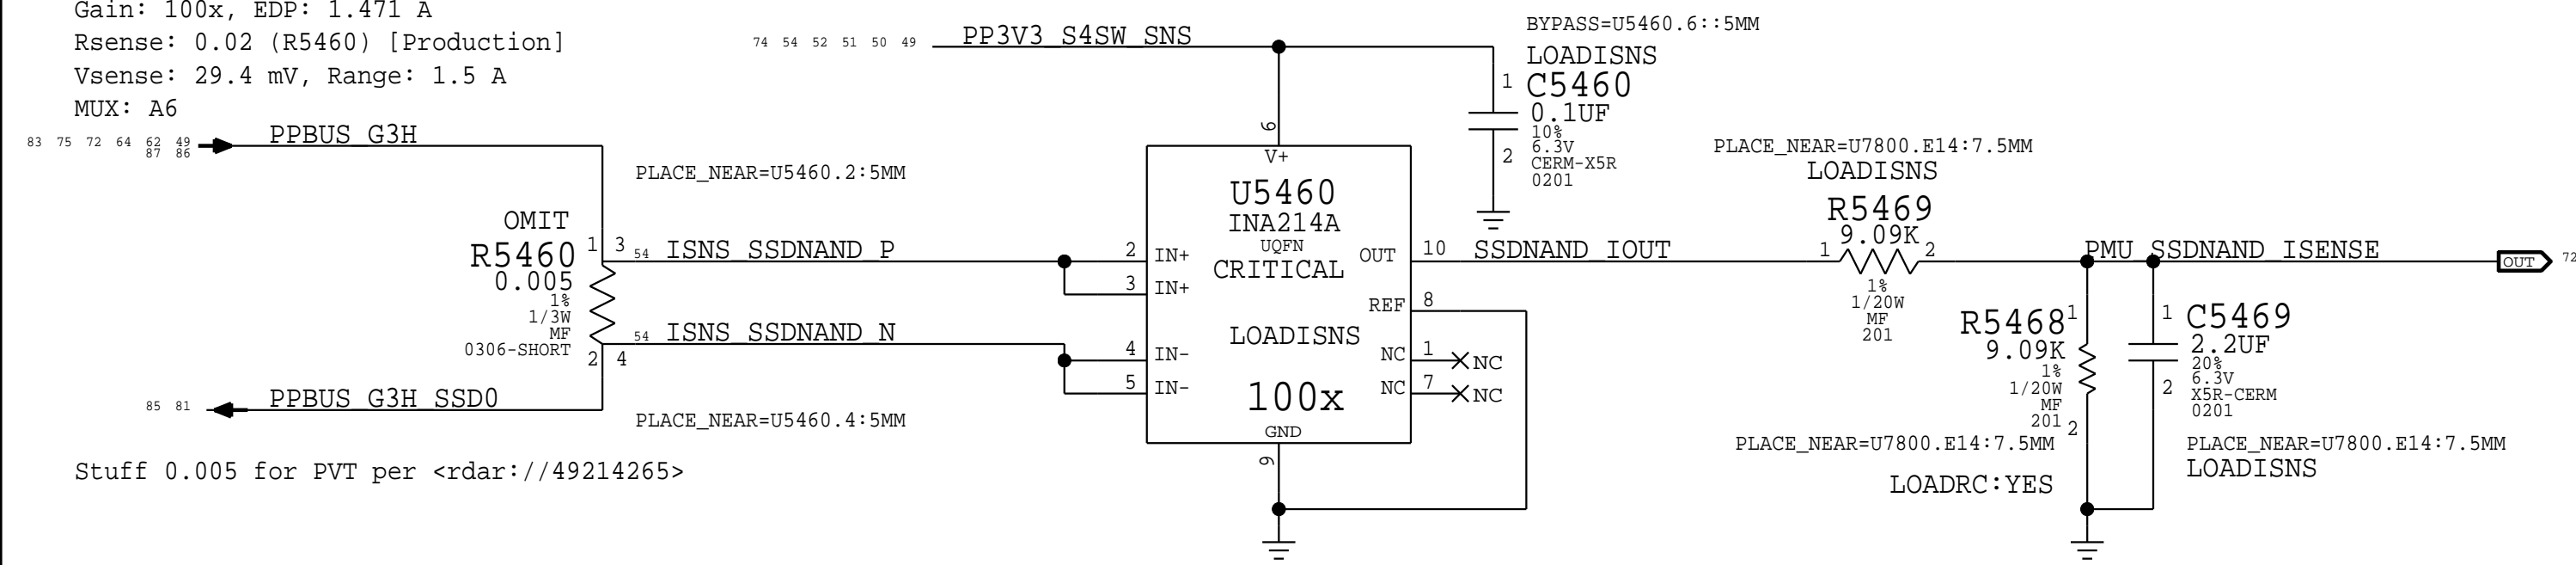 Gain: 100x, EDP: 1.471 A
Rsense: 0.02 (R5460) [Production]
Vsense: 29.4 mV, Range: 1.5 A
MUX: A6
83 75 72 64 62 49
87 86
PPBUS_G3H
PLACE_NEAR=U5460.2:5MM
OMIT
R5460
0.005
1%
1/3W
MF
0306-SHORT
1 3
2 4
54 ISNS_SSDNAND_P
54 ISNS_SSDNAND_N
85 81
PPBUS_G3H_SSD0
PLACE_NEAR=U5460.4:5MM
Stuff 0.005 for PVT per <rdar://49214265>
74 54 52 51 50 49
PP3V3_S4SW_SNS
6
V+
U5460
INA214A
UQFN
CRITICAL
LOADISNS
100x
GND
9
2 IN+
3 IN+
4 IN-
5 IN-
OUT 10
REF 8
NC 1 NC
NC 7 NC
BYPASS=U5460.6::5MM
LOADISNS
1
C5460
0.1UF
10%
6.3V
CERM-X5R
0201
2
SSDNAND_IOUT
PLACE_NEAR=U7800.E14:7.5MM
LOADISNS
R5469
9.09K
1 2
1%
1/20W
MF
201
PMU_SSDNAND_ISENSE
OUT
72
R5468
1
9.09K
1%
1/20W
MF
201
2
PLACE_NEAR=U7800.E14:7.5MM
LOADRC:YES
1
C5469
2.2UF
20%
6.3V
X5R-CERM
0201
2
PLACE_NEAR=U7800.E14:7.5MM
LOADISNS